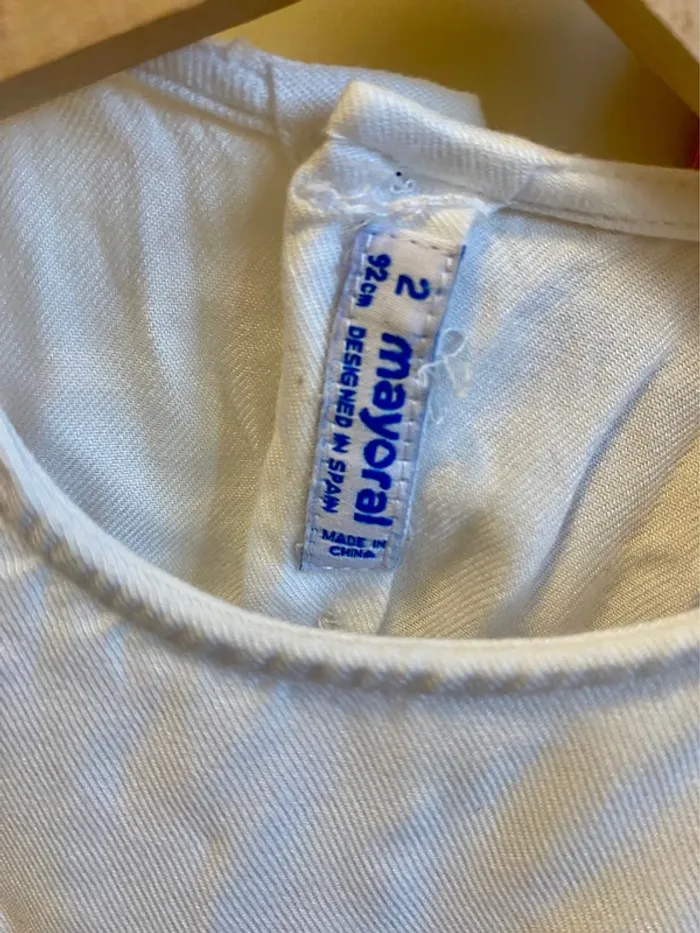 2
92cm
mayoral
DESIGNED IN SPAIN
MADE IN
CHINA